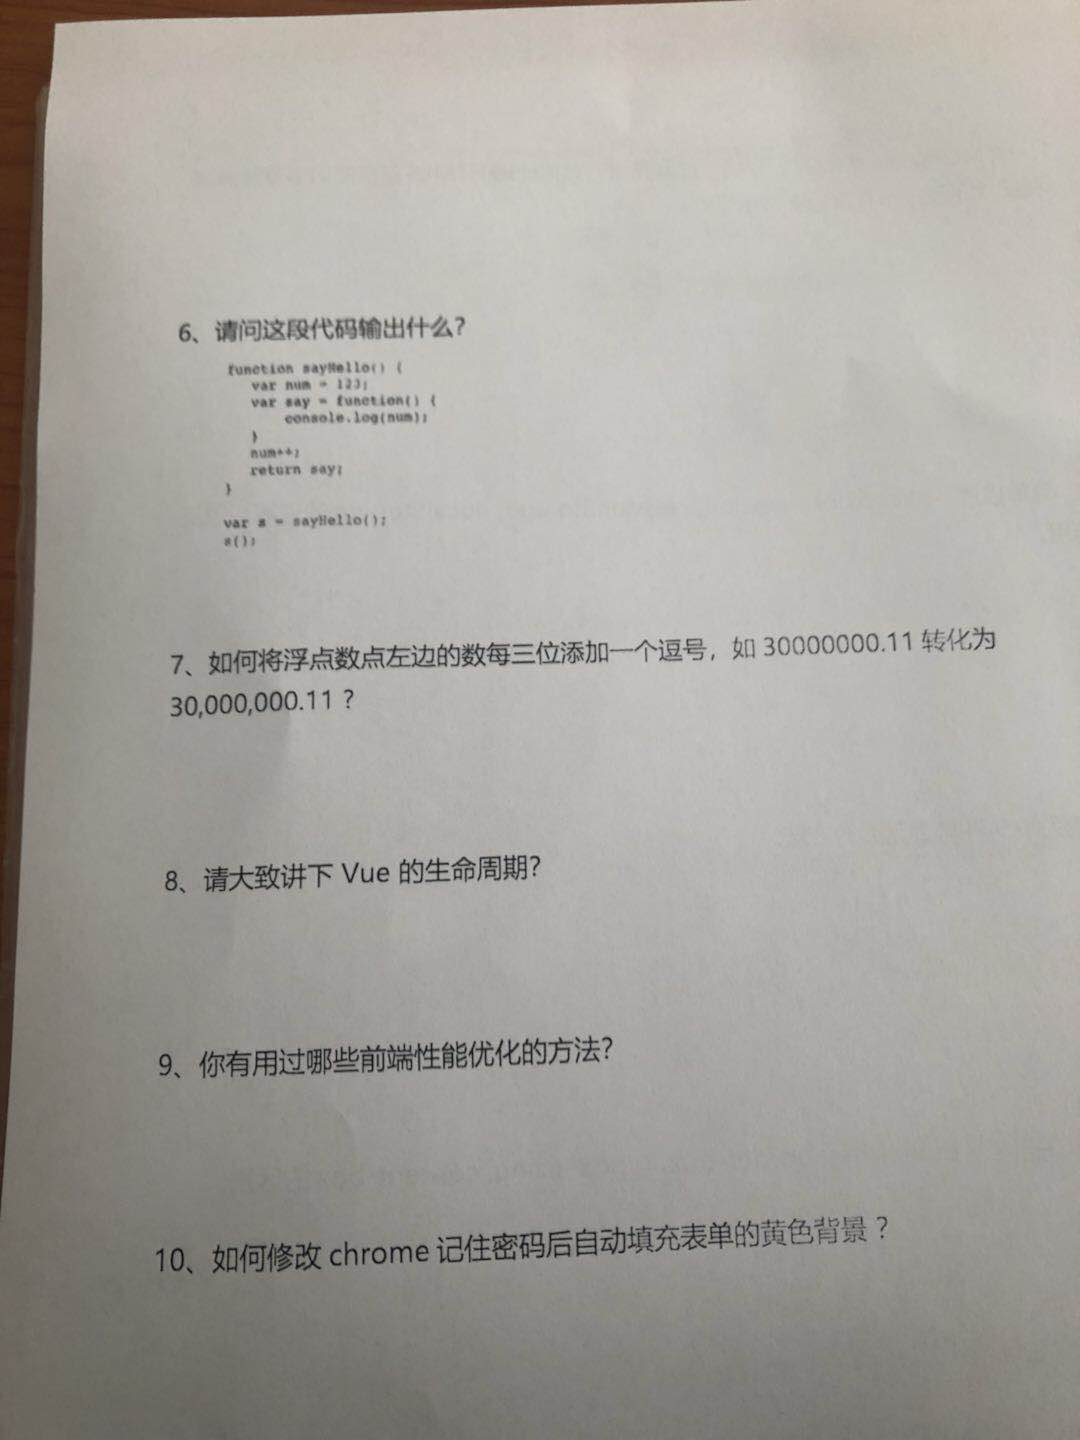 6、请问这段代码输出什么?
function sayHello() {
var num = 123;
var say = function() {
console.log(num);
}
num++;
return say;
}
var s = sayHello();
s();
7、如何将浮点数点左边的数每三位添加一个逗号，如 30000000.11 转化为
30,000,000.11？
8、请大致讲下 Vue 的生命周期?
9、你有用过哪些前端性能优化的方法?
10、如何修改 chrome 记住密码后自动填充表单的黄色背景？